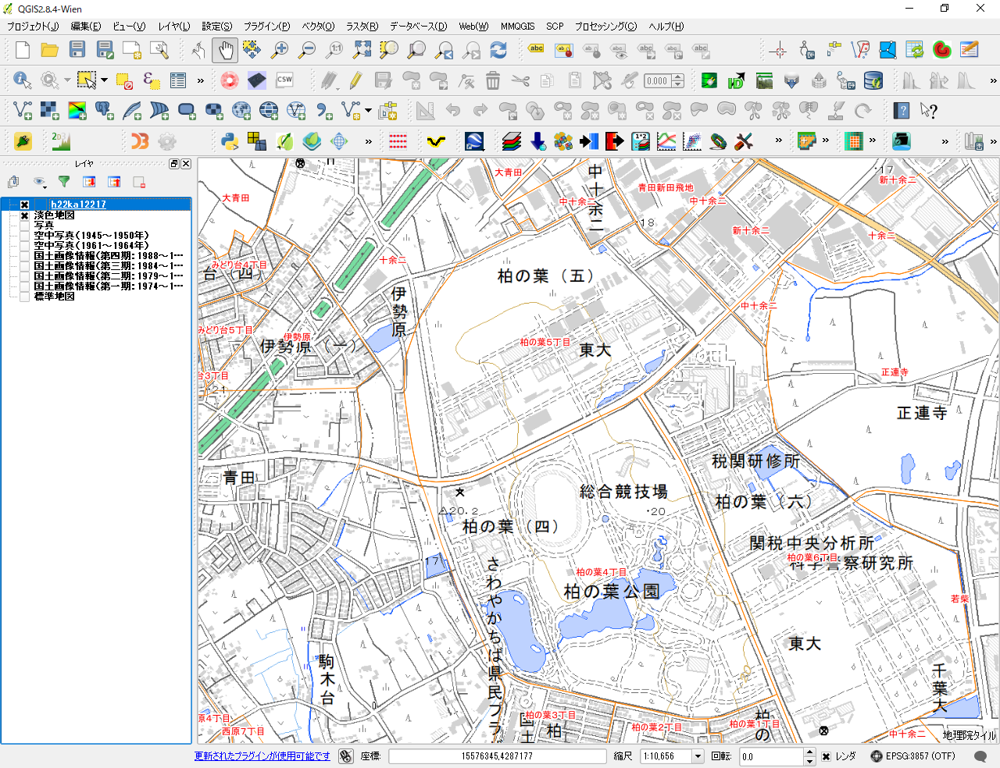 QGIS2.8.4-Wien
プロジェクト(J) 編集(E) ビュー(V) レイヤ(L) 設定(S) プラグイン(P) ベクタ(O) ラスタ(R) データベース(D) Web(W) MMQGIS SCP プロセッシング(C) ヘルプ(H)
abc
CSW
0.000
レイヤ
h22ka12217
淡色地図
写真
空中写真(1945～1950年)
空中写真(1961～1964年)
国土画像情報(第四期: 1988～1…
国土画像情報(第三期: 1984～1…
国土画像情報(第二期: 1979～1…
国土画像情報(第一期: 1974～1…
標準地図
大青田
大青田
中十余二
中十余二
青田新田飛地
中十余二
新十余二
17
新十余二
十余二
18
みどり台4丁目
台(四)
十余二
柏の葉(五)
伊勢原
中十余二
みどり台5丁目
伊勢原
伊勢原(一)
柏の葉5丁目
東大
台3丁目
21
正連寺
正連寺
青田
税関研修所
総合競技場
柏の葉(六)
20.2
20
柏の葉(四)
関税中央分析所
柏の葉6丁目
科学警察研究所
17
さわやかちば県民プラ
柏の葉4丁目
柏の葉公園
若柴
東大
駒木台
千葉大
20
原4丁目
西原7丁目
柏の葉3丁目
国土
柏
柏の葉2丁目
柏の葉1丁目
柏の
中十余二
地理院タイル
更新されたプラグインが使用可能です 座標: 15576345,4287177 縮尺 1:10,656 回転: 0.0 レンダ EPSG:3857 (OTF)